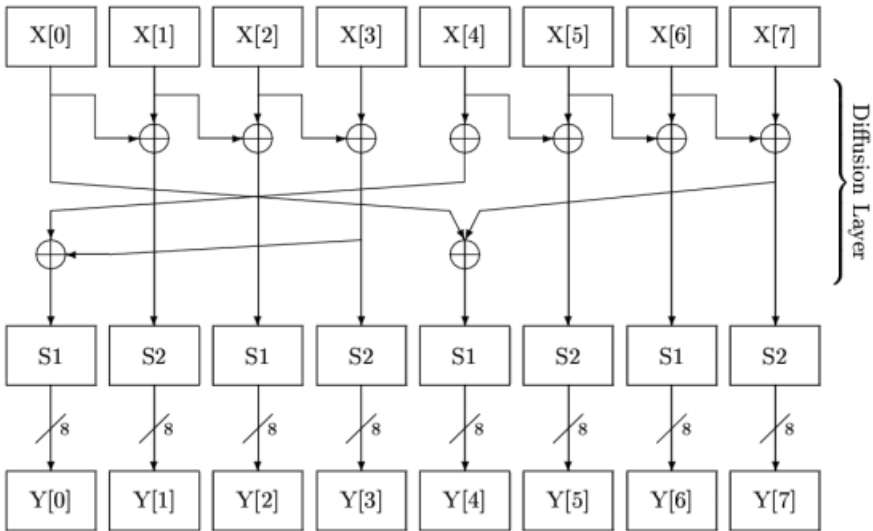 X[0] X[1] X[2] X[3] X[4] X[5] X[6] X[7]
Diffusion Layer
S1 S2 S1 S2 S1 S2 S1 S2
8 8 8 8 8 8 8 8
Y[0] Y[1] Y[2] Y[3] Y[4] Y[5] Y[6] Y[7]